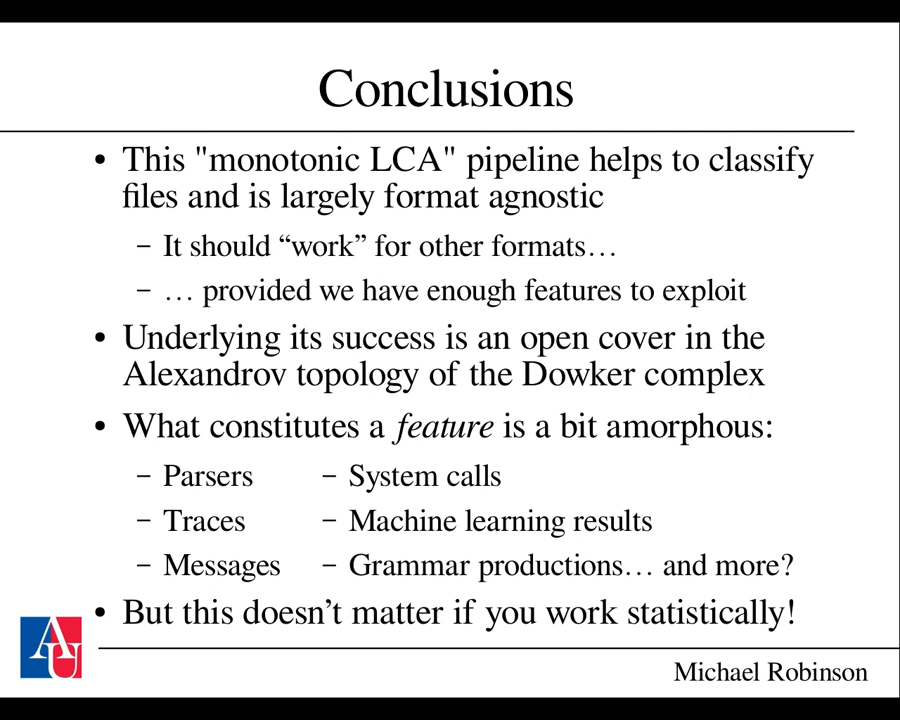 Conclusions
• This "monotonic LCA" pipeline helps to classify
files and is largely format agnostic
– It should “work” for other formats…
– … provided we have enough features to exploit
• Underlying its success is an open cover in the
Alexandrov topology of the Dowker complex
• What constitutes a feature is a bit amorphous:
– Parsers – System calls
– Traces – Machine learning results
– Messages – Grammar productions… and more?
• But this doesn’t matter if you work statistically!
AU
Michael Robinson